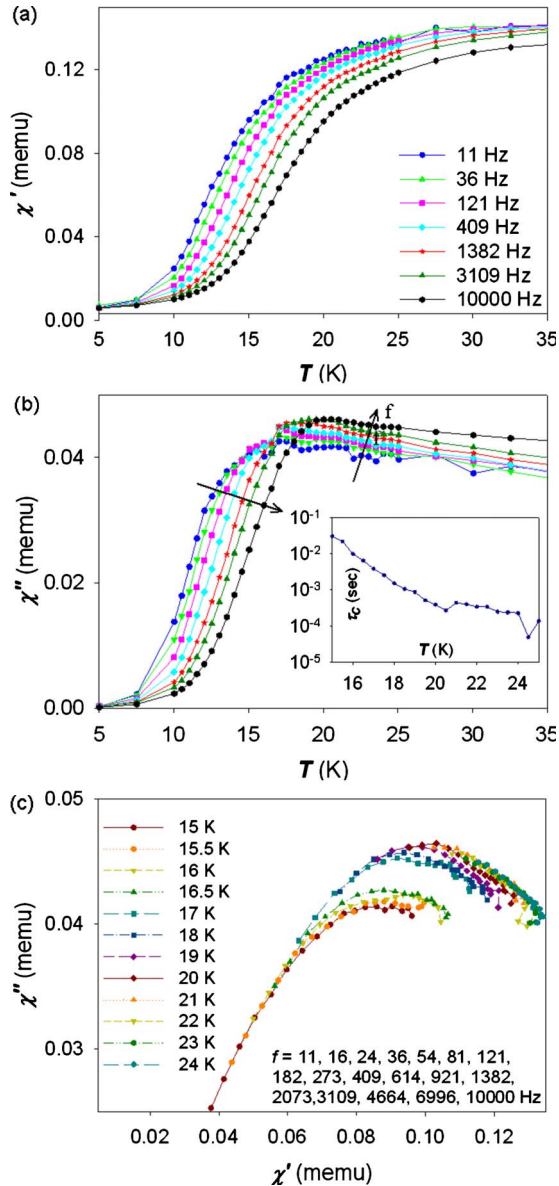 (a)
0.12
0.08
0.04
0.00
χ' (memu)
11 Hz
36 Hz
121 Hz
409 Hz
1382 Hz
3109 Hz
10000 Hz
5 10 15 20 25 30 35
T (K)
(b)
f
0.04
0.02
0.00
χ" (memu)
10-1
10-2
10-3
10-4
10-5
τC (sec)
T (K)
16 18 20 22 24
5 10 15 20 25 30 35
T (K)
(c)
0.05
0.04
0.03
χ" (memu)
15 K
15.5 K
16 K
16.5 K
17 K
18 K
19 K
20 K
21 K
22 K
23 K
24 K
f = 11, 16, 24, 36, 54, 81, 121,
182, 273, 409, 614, 921, 1382,
2073,3109, 4664, 6996, 10000 Hz
0.02 0.04 0.06 0.08 0.10 0.12
χ' (memu)